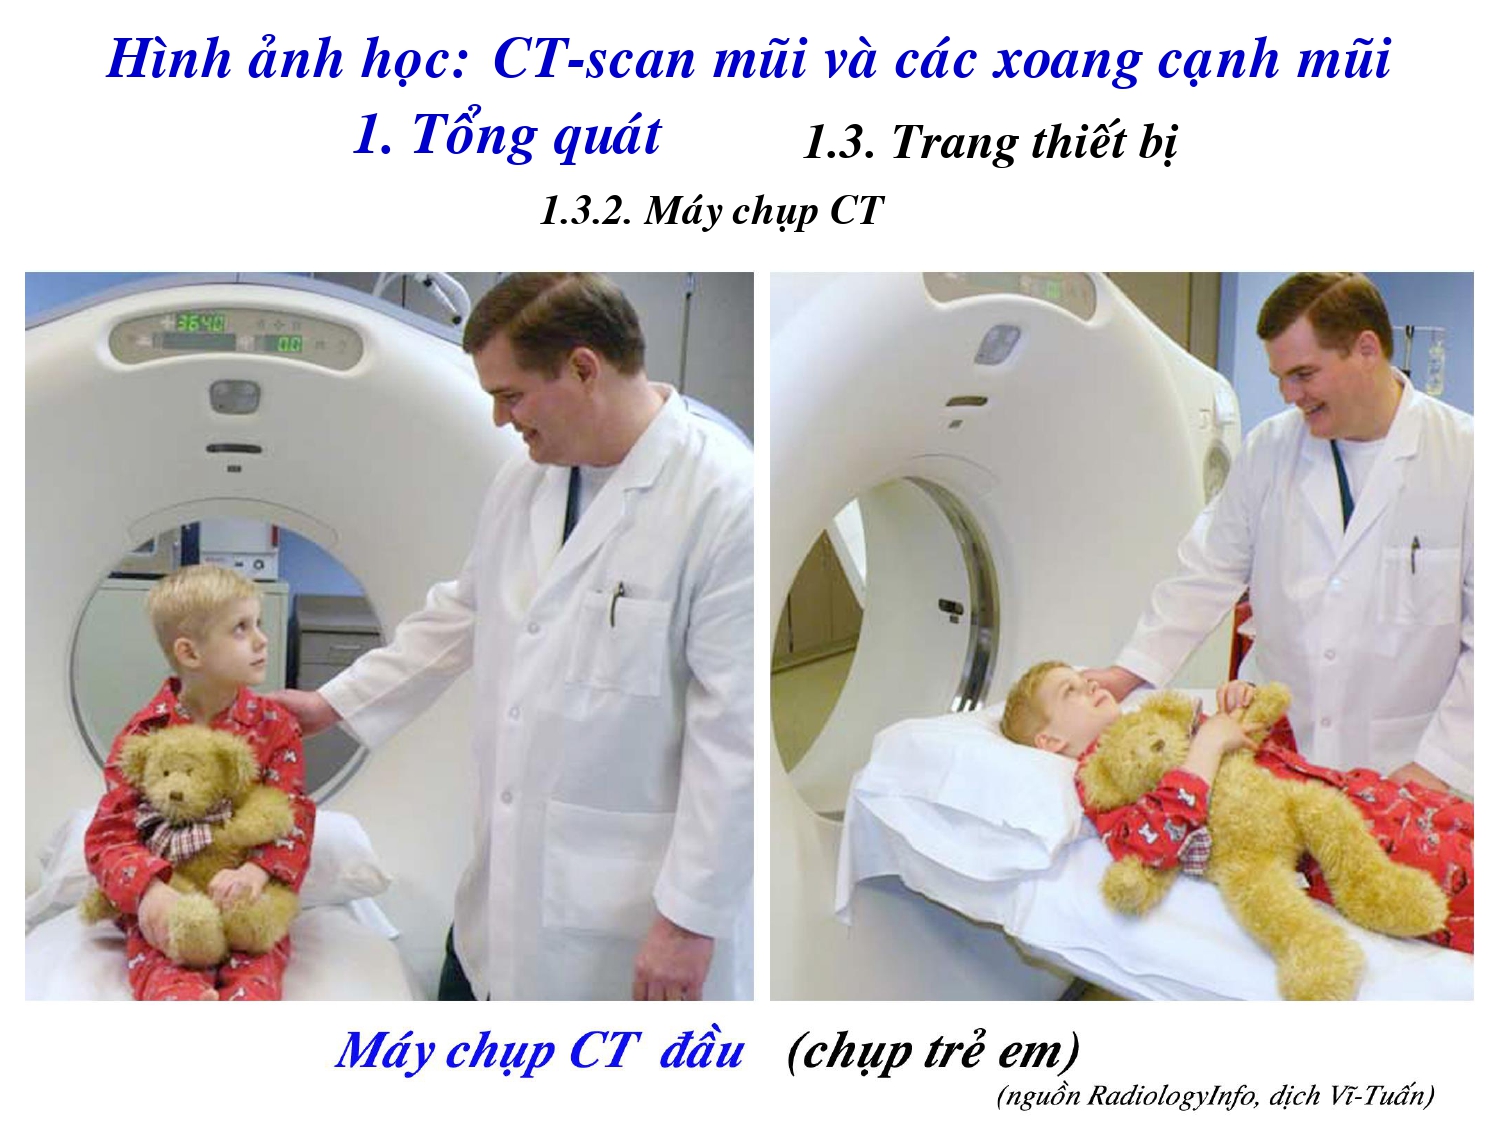 Hình ảnh học: CT-scan mũi và các xoang cạnh mũi
1. Tổng quát 1.3. Trang thiết bị
1.3.2. Máy chụp CT
3640
0.0
Máy chụp CT đầu (chụp trẻ em)
(nguồn RadiologyInfo, dịch Vĩ-Tuấn)